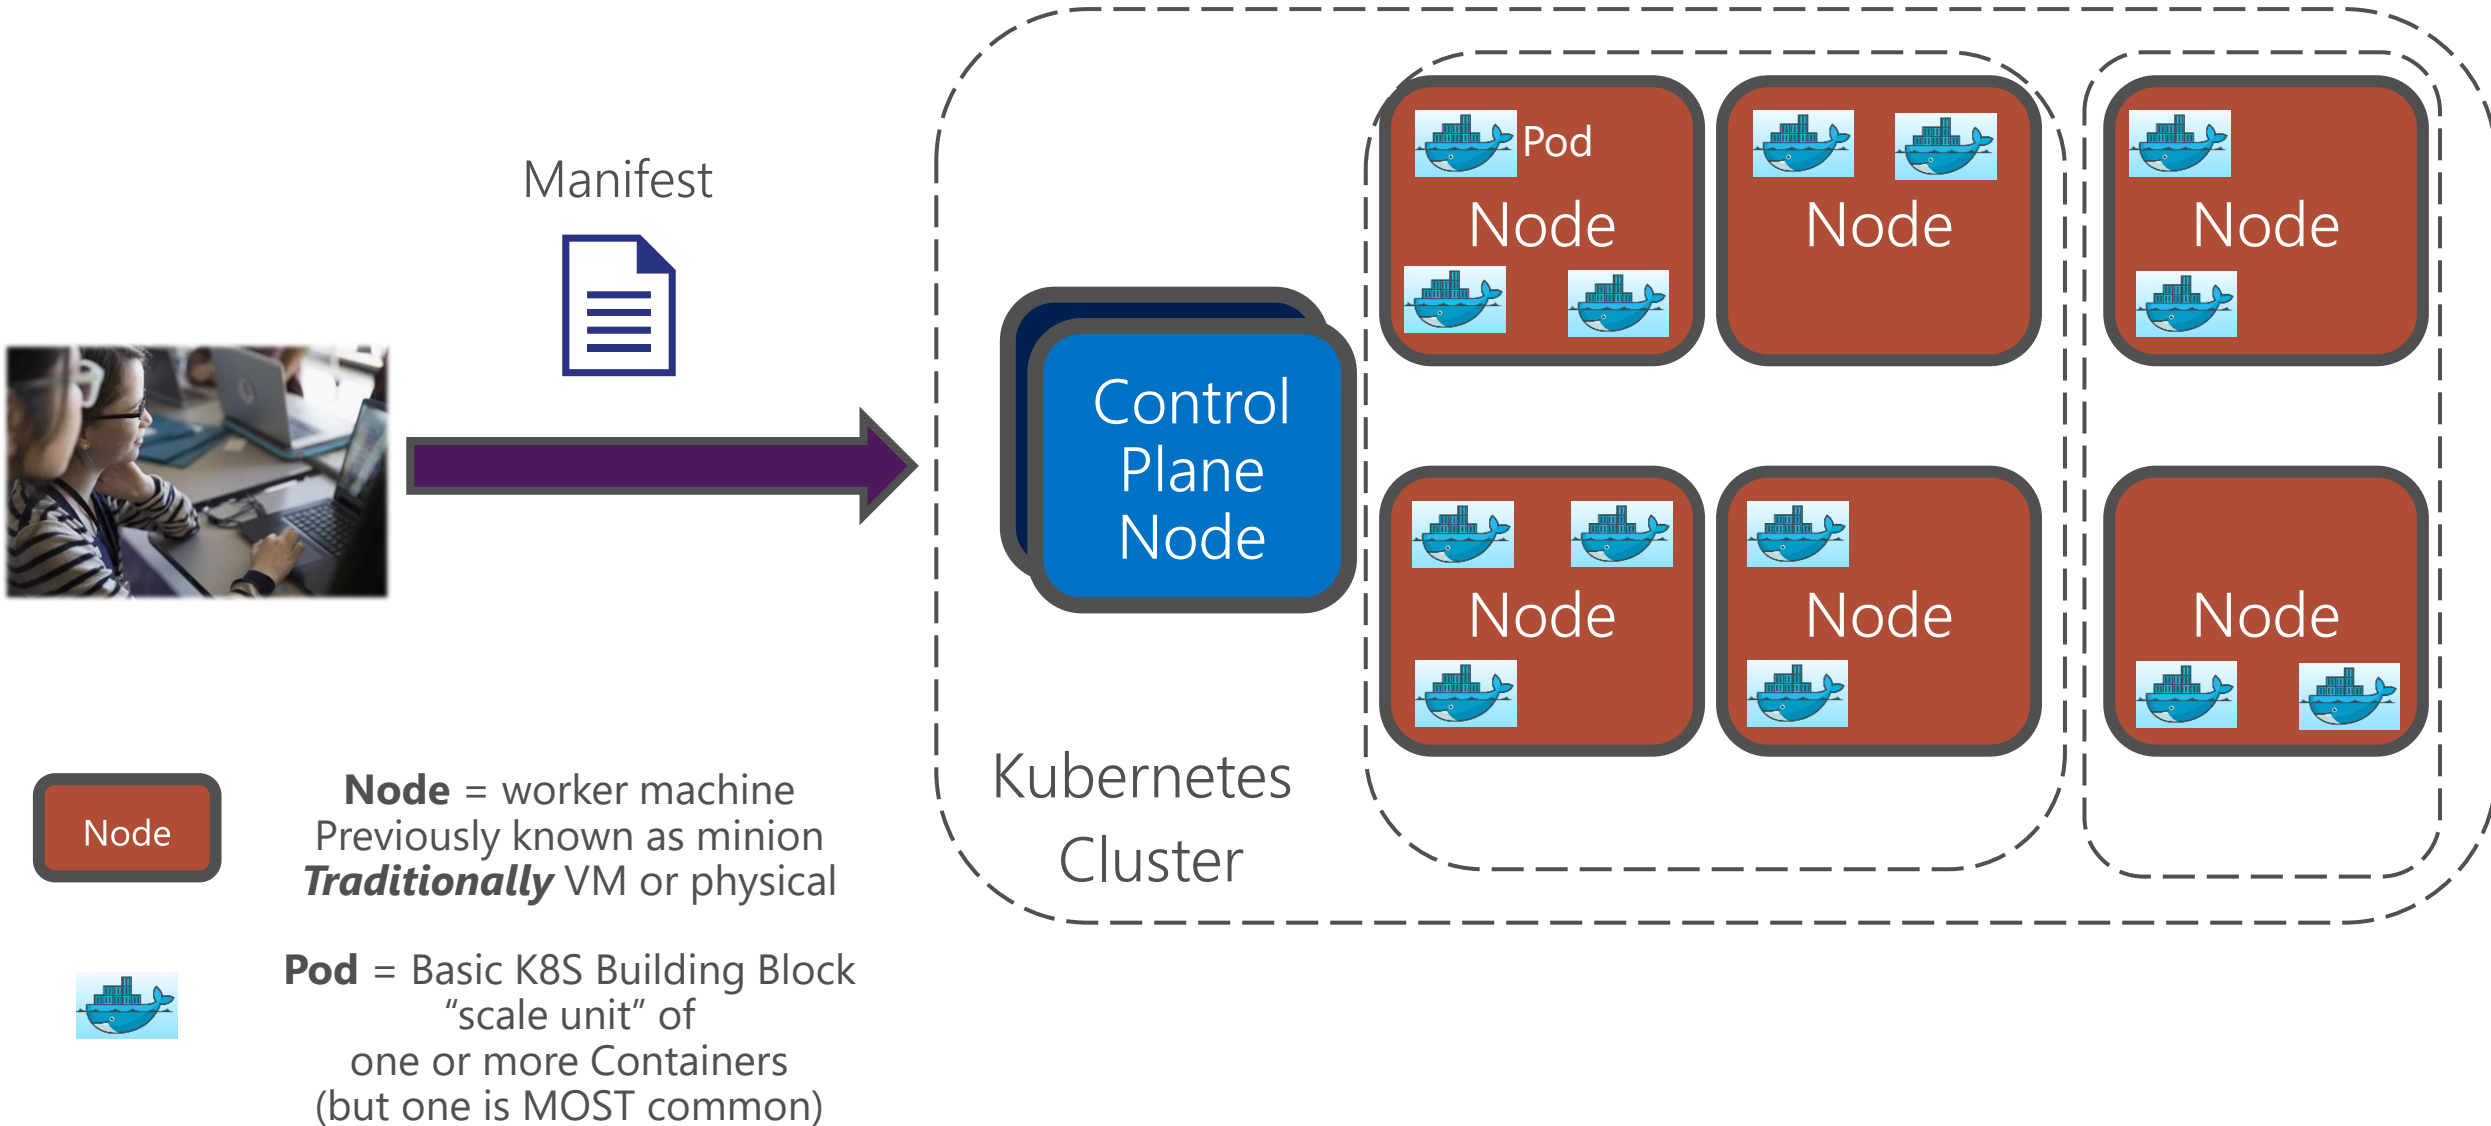 Manifest
Control
Plane
Node
Kubernetes
Cluster
Pod
Node
Node
Node
Node
Node
Node
Node
Node = worker machine
Previously known as minion
Traditionally VM or physical
Pod = Basic K8S Building Block
“scale unit” of
one or more Containers
(but one is MOST common)